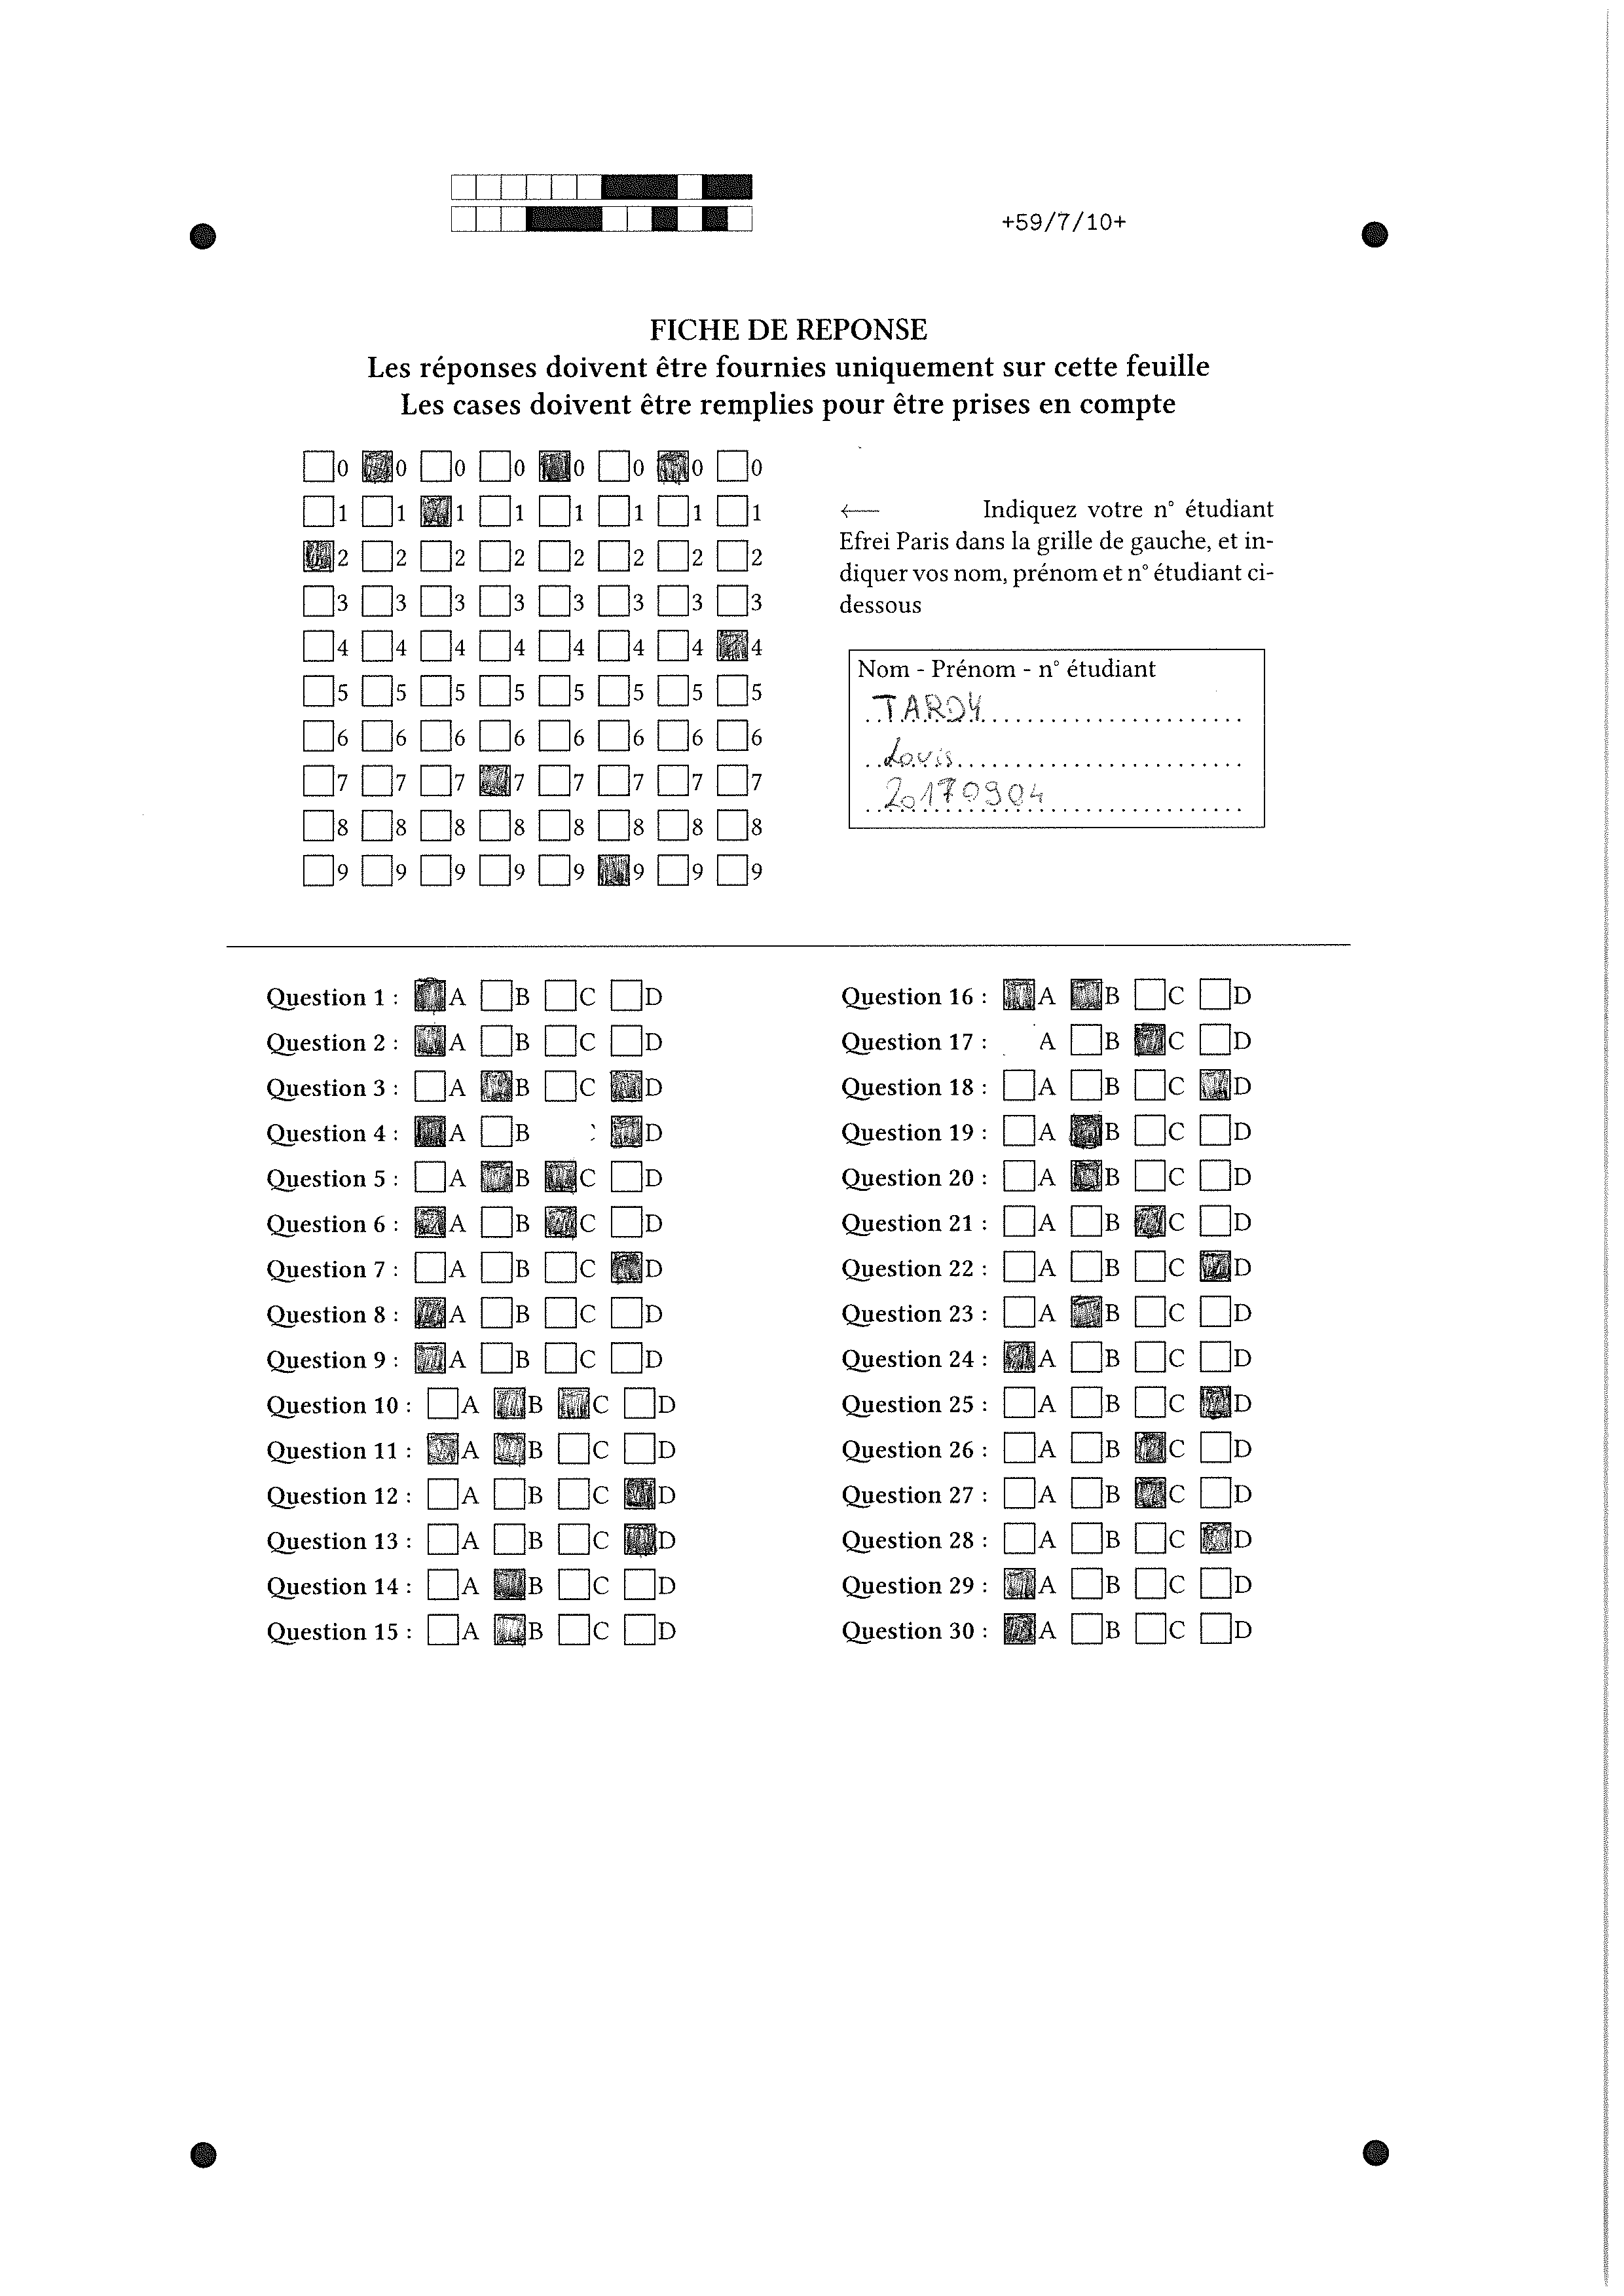 +59/7/10+
FICHE DE REPONSE
Les réponses doivent être fournies uniquement sur cette feuille
Les cases doivent être remplies pour être prises en compte
0 0 0 0 0 0 0 0
1 1 1 1 1 1 1 1
2 2 2 2 2 2 2 2
3 3 3 3 3 3 3 3
4 4 4 4 4 4 4 4
5 5 5 5 5 5 5 5
6 6 6 6 6 6 6 6
7 7 7 7 7 7 7 7
8 8 8 8 8 8 8 8
9 9 9 9 9 9 9 9
← Indiquez votre n° étudiant
Efrei Paris dans la grille de gauche, et in-
diquer vos nom, prénom et n° étudiant ci-
dessous
Nom - Prénom - n° étudiant
TARDY
Louis
20170904
Question 1 : A B C D
Question 2 : A B C D
Question 3 : A B C D
Question 4 : A B D
Question 5 : A B C D
Question 6 : A B C D
Question 7 : A B C D
Question 8 : A B C D
Question 9 : A B C D
Question 10 : A B C D
Question 11 : A B C D
Question 12 : A B C D
Question 13 : A B C D
Question 14 : A B C D
Question 15 : A B C D
Question 16 : A B C D
Question 17 : A B C D
Question 18 : A B C D
Question 19 : A B C D
Question 20 : A B C D
Question 21 : A B C D
Question 22 : A B C D
Question 23 : A B C D
Question 24 : A B C D
Question 25 : A B C D
Question 26 : A B C D
Question 27 : A B C D
Question 28 : A B C D
Question 29 : A B C D
Question 30 : A B C D